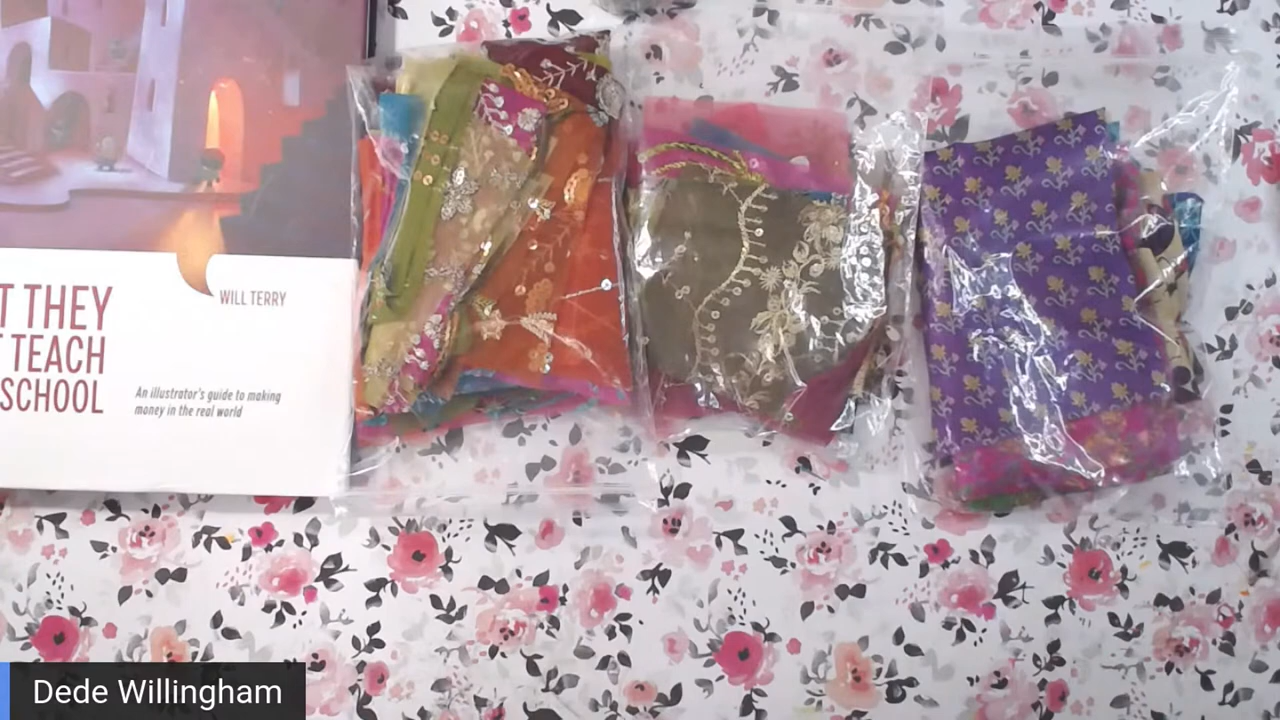 T THEY
T TEACH
SCHOOL
WILL TERRY
An illustrator's guide to making
money in the real world
Dede Willingham